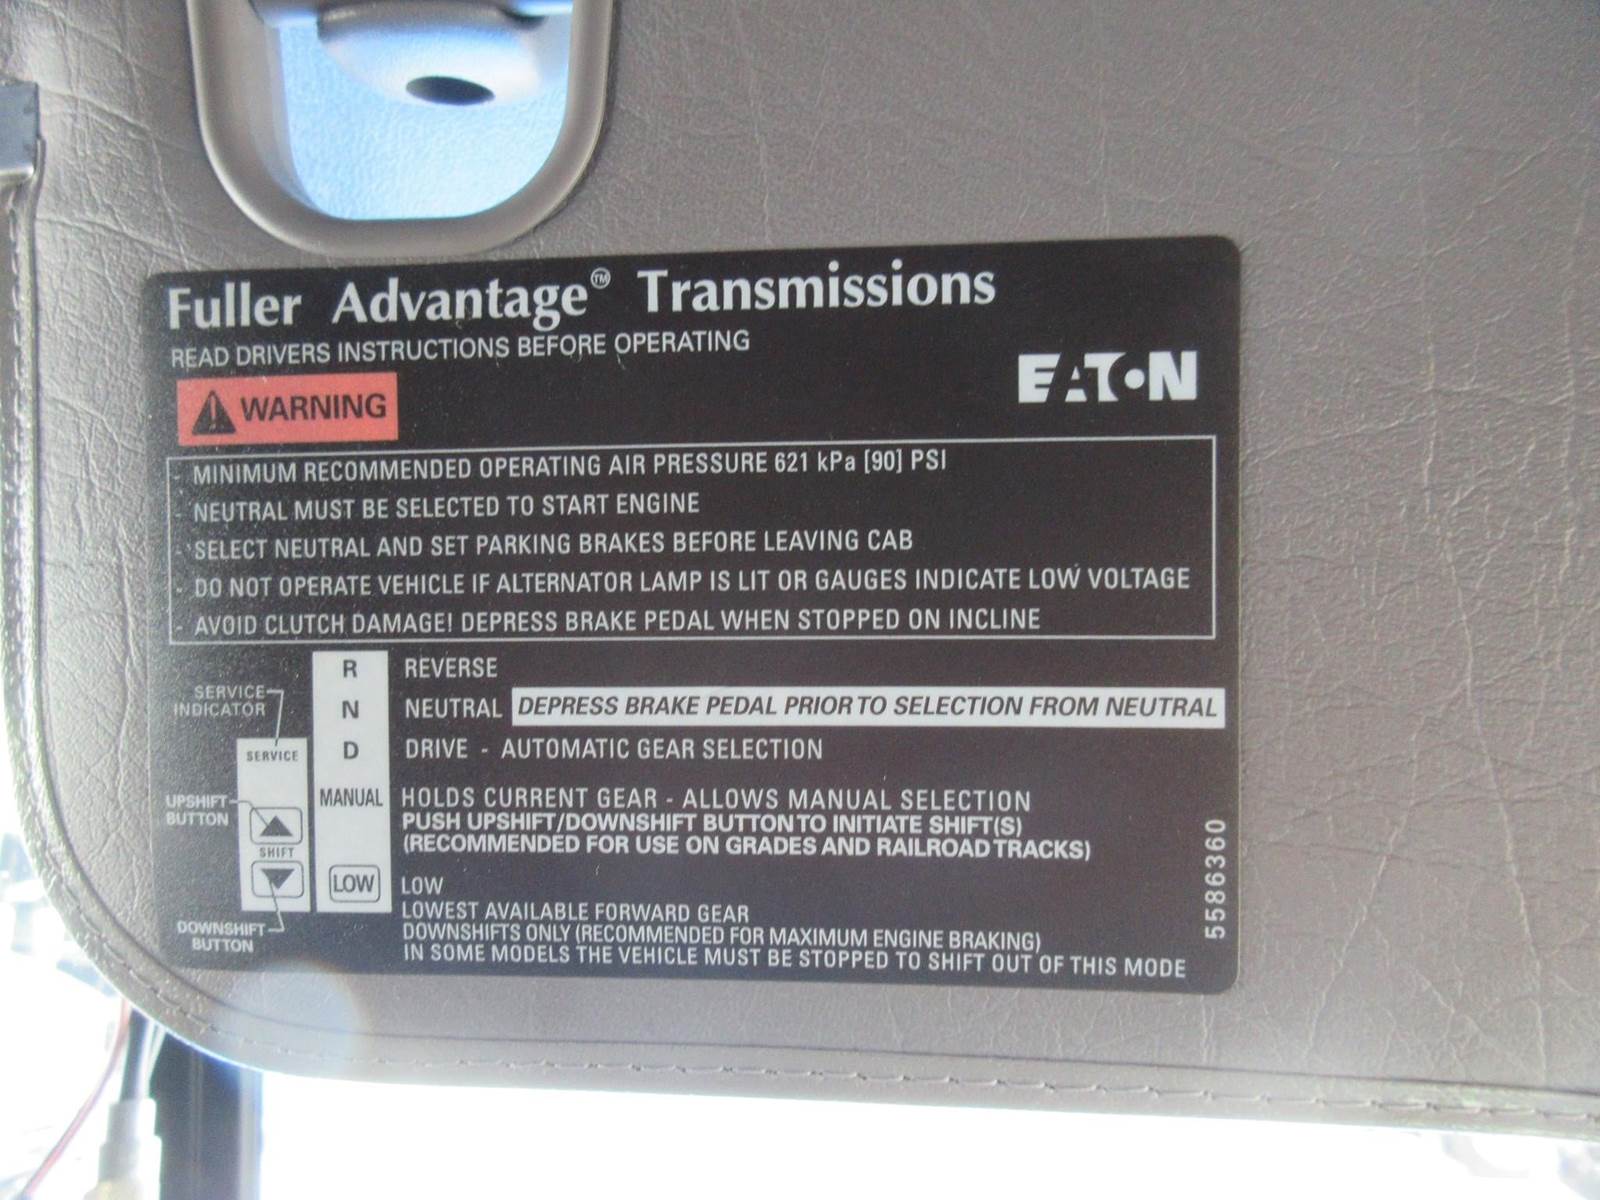 Fuller Advantage™ Transmissions
READ DRIVERS INSTRUCTIONS BEFORE OPERATING
EATON
WARNING
- MINIMUM RECOMMENDED OPERATING AIR PRESSURE 621 kPa [90] PSI
- NEUTRAL MUST BE SELECTED TO START ENGINE
- SELECT NEUTRAL AND SET PARKING BRAKES BEFORE LEAVING CAB
- DO NOT OPERATE VEHICLE IF ALTERNATOR LAMP IS LIT OR GAUGES INDICATE LOW VOLTAGE
- AVOID CLUTCH DAMAGE! DEPRESS BRAKE PEDAL WHEN STOPPED ON INCLINE
R REVERSE
SERVICE
INDICATOR
N NEUTRAL DEPRESS BRAKE PEDAL PRIOR TO SELECTION FROM NEUTRAL
SERVICE
D DRIVE - AUTOMATIC GEAR SELECTION
UPSHIFT
BUTTON
MANUAL HOLDS CURRENT GEAR - ALLOWS MANUAL SELECTION
PUSH UPSHIFT/DOWNSHIFT BUTTON TO INITIATE SHIFT(S)
(RECOMMENDED FOR USE ON GRADES AND RAILROAD TRACKS)
SHIFT
LOW LOW
LOWEST AVAILABLE FORWARD GEAR
DOWNSHIFT
BUTTON
DOWNSHIFTS ONLY (RECOMMENDED FOR MAXIMUM ENGINE BRAKING)
IN SOME MODELS THE VEHICLE MUST BE STOPPED TO SHIFT OUT OF THIS MODE
5586360